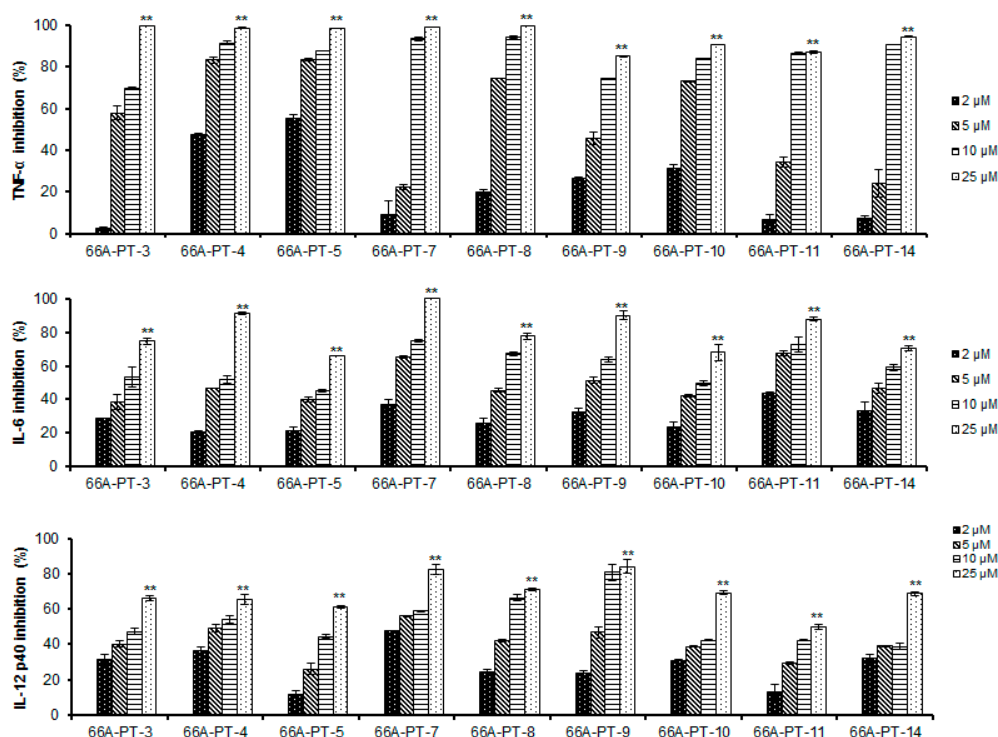 TNF-α inhibition (%)
100
80
60
40
20
0
** ** ** ** ** ** ** ** **
66A-PT-3 66A-PT-4 66A-PT-5 66A-PT-7 66A-PT-8 66A-PT-9 66A-PT-10 66A-PT-11 66A-PT-14
2 µM
5 µM
10 µM
25 µM
IL-6 inhibition (%)
100
80
60
40
20
0
** ** ** ** ** ** ** ** **
66A-PT-3 66A-PT-4 66A-PT-5 66A-PT-7 66A-PT-8 66A-PT-9 66A-PT-10 66A-PT-11 66A-PT-14
2 µM
5 µM
10 µM
25 µM
IL-12 p40 inhibition (%)
100
80
60
40
20
0
** ** ** ** ** ** ** ** **
66A-PT-3 66A-PT-4 66A-PT-5 66A-PT-7 66A-PT-8 66A-PT-9 66A-PT-10 66A-PT-11 66A-PT-14
2 µM
5 µM
10 µM
25 µM